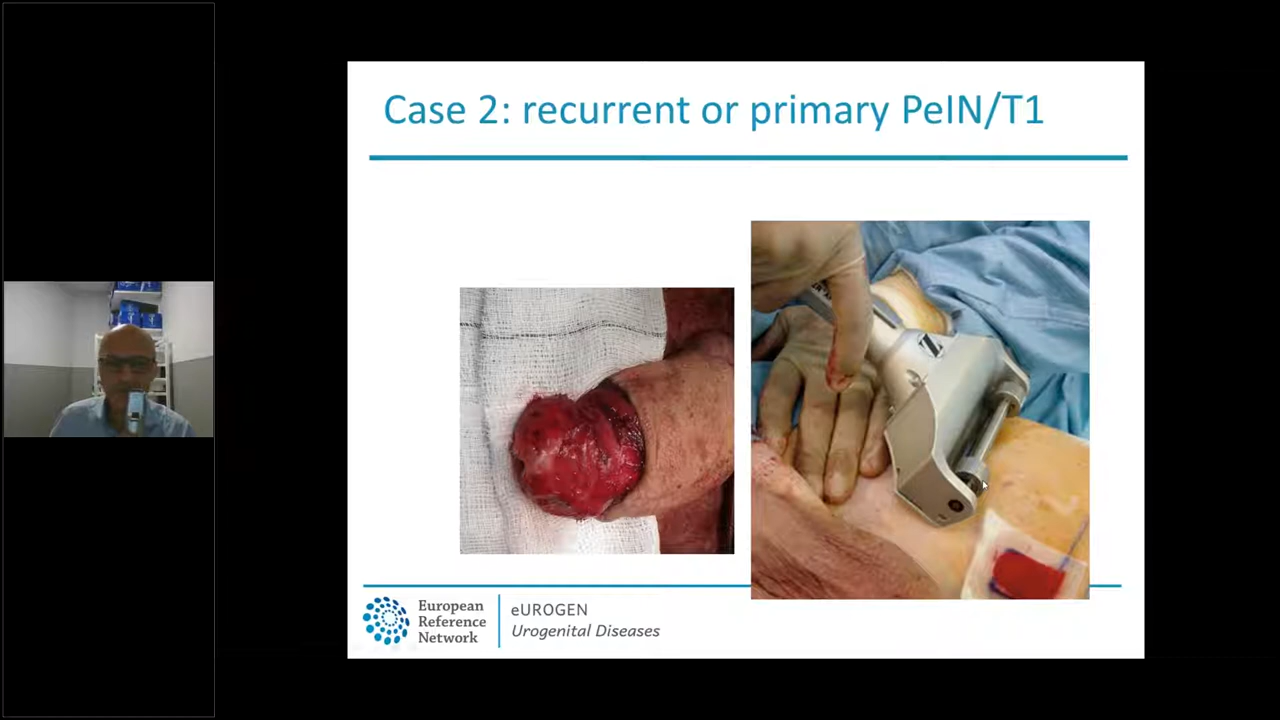 Case 2: recurrent or primary PeIN/T1
European
Reference
Network
eUROGEN
Urogenital Diseases